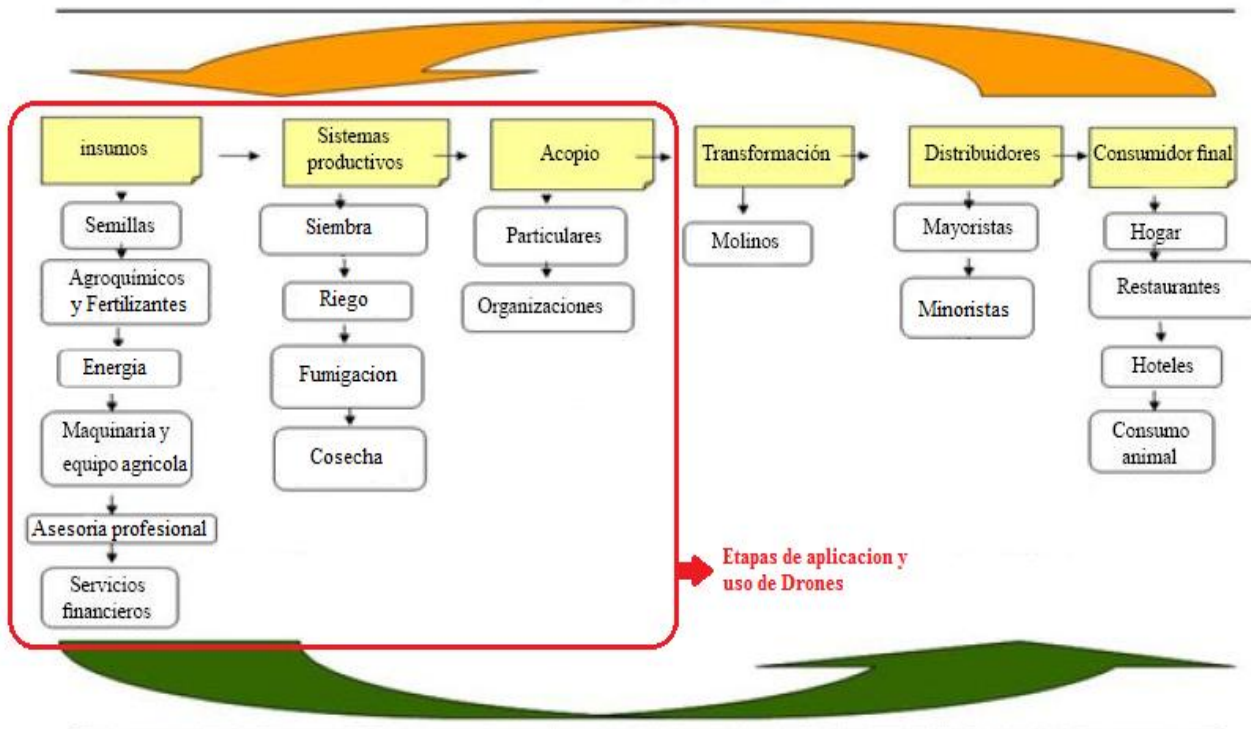 insumos
Sistemas
productivos
Acopio
Transformación
Distribuidores
Consumidor final
Semillas
Agroquímicos
y Fertilizantes
Energia
Maquinaria y
equipo agricola
Asesoria profesional
Servicios
financieros
Siembra
Riego
Fumigacion
Cosecha
Particulares
Organizaciones
Molinos
Mayoristas
Minoristas
Hogar
Restaurantes
Hoteles
Consumo
animal
Etapas de aplicacion y
uso de Drones